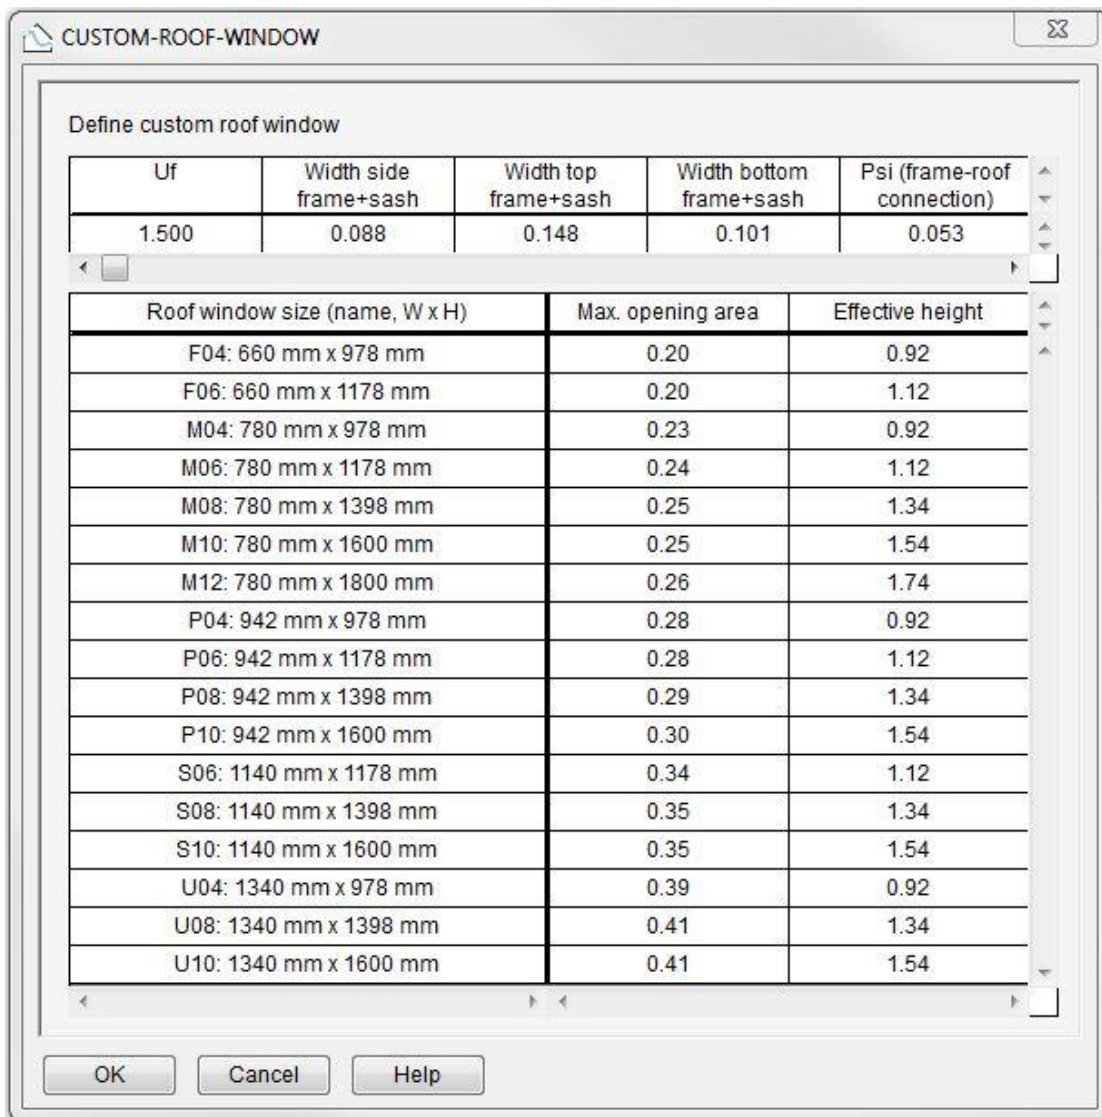 CUSTOM-ROOF-WINDOW
Define custom roof window
Uf Width side frame+sash Width top frame+sash Width bottom frame+sash Psi (frame-roof connection)
1.500 0.088 0.148 0.101 0.053
Roof window size (name, W x H) Max. opening area Effective height
F04: 660 mm x 978 mm 0.20 0.92
F06: 660 mm x 1178 mm 0.20 1.12
M04: 780 mm x 978 mm 0.23 0.92
M06: 780 mm x 1178 mm 0.24 1.12
M08: 780 mm x 1398 mm 0.25 1.34
M10: 780 mm x 1600 mm 0.25 1.54
M12: 780 mm x 1800 mm 0.26 1.74
P04: 942 mm x 978 mm 0.28 0.92
P06: 942 mm x 1178 mm 0.28 1.12
P08: 942 mm x 1398 mm 0.29 1.34
P10: 942 mm x 1600 mm 0.30 1.54
S06: 1140 mm x 1178 mm 0.34 1.12
S08: 1140 mm x 1398 mm 0.35 1.34
S10: 1140 mm x 1600 mm 0.35 1.54
U04: 1340 mm x 978 mm 0.39 0.92
U08: 1340 mm x 1398 mm 0.41 1.34
U10: 1340 mm x 1600 mm 0.41 1.54
OK Cancel Help